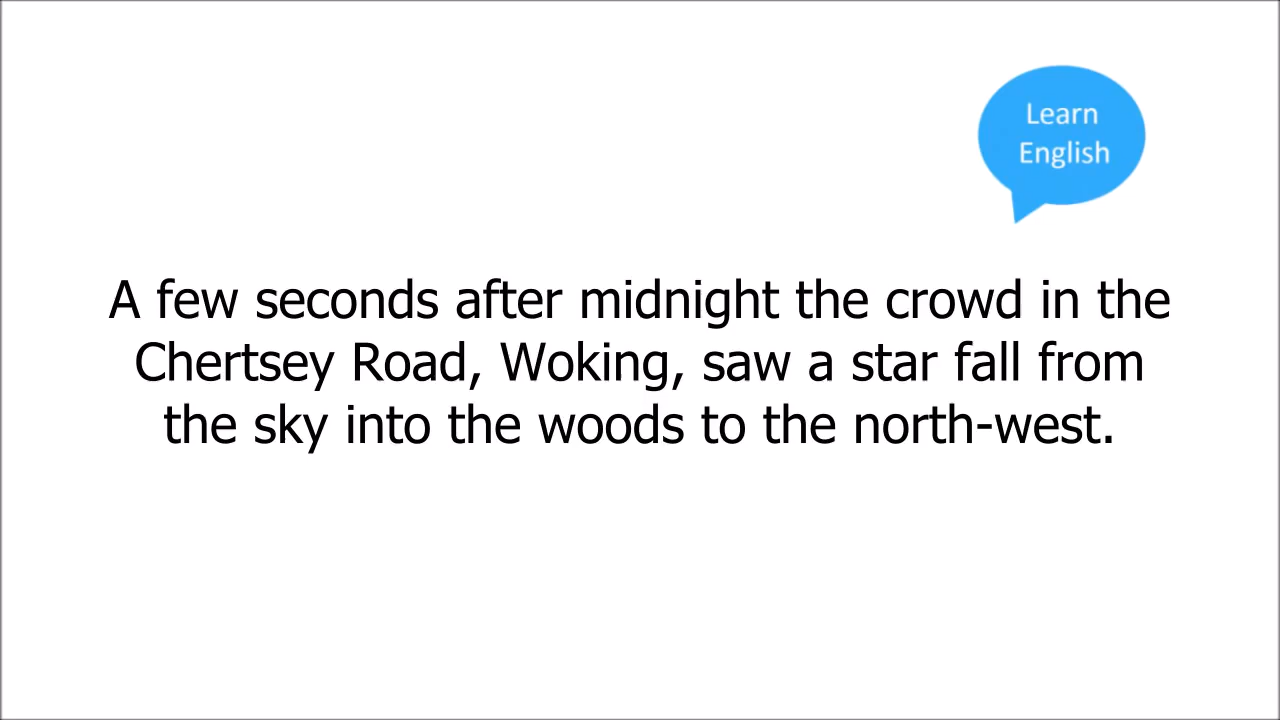 Learn
English
A few seconds after midnight the crowd in the
Chertsey Road, Woking, saw a star fall from
the sky into the woods to the north-west.